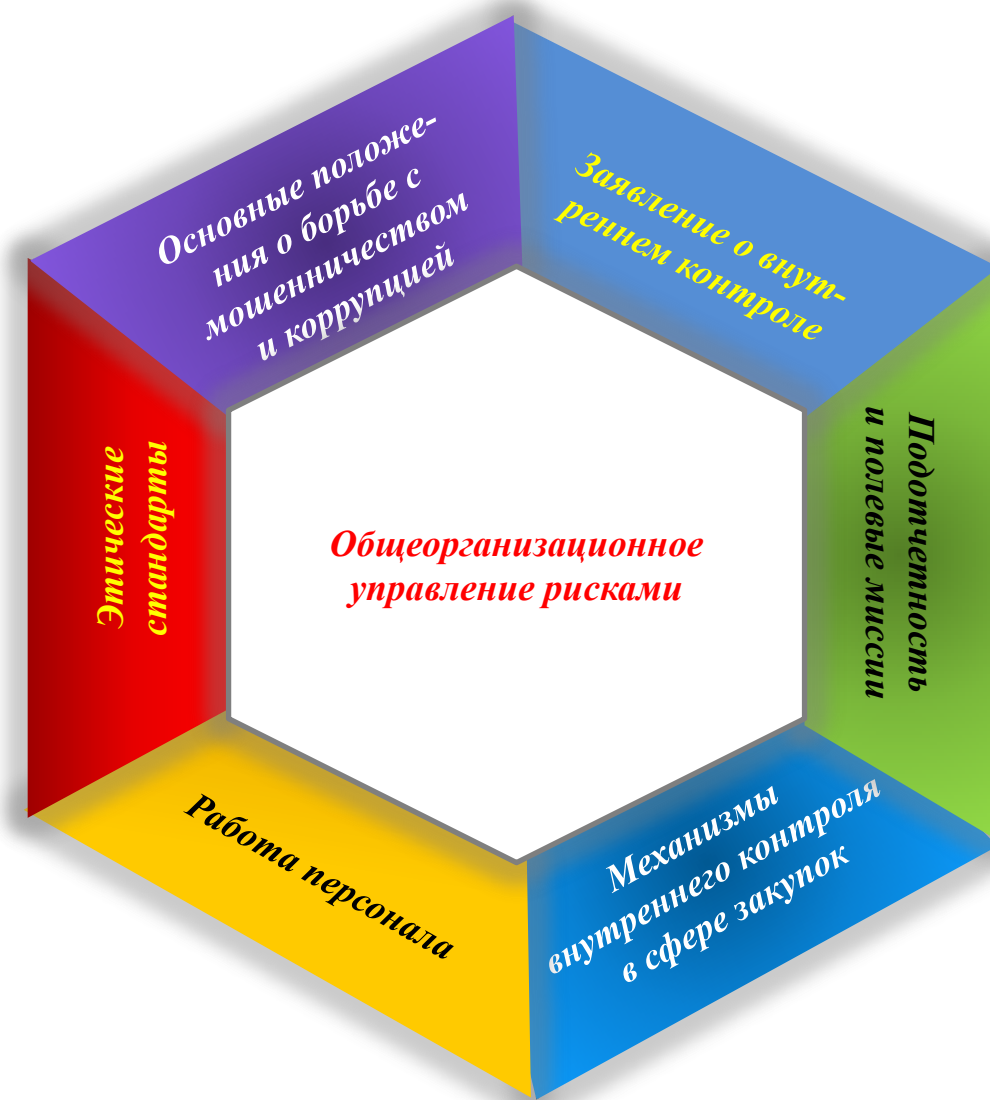 Основные положе-
ния о борьбе с
мошенничеством
и коррупцией
Заявление о внут-
реннем контроле
Подотчетность
и полевые миссии
Механизмы
внутреннего контроля
в сфере закупок
Работа персонала
Этические
стандарты
Общеорганизационное
управление рисками